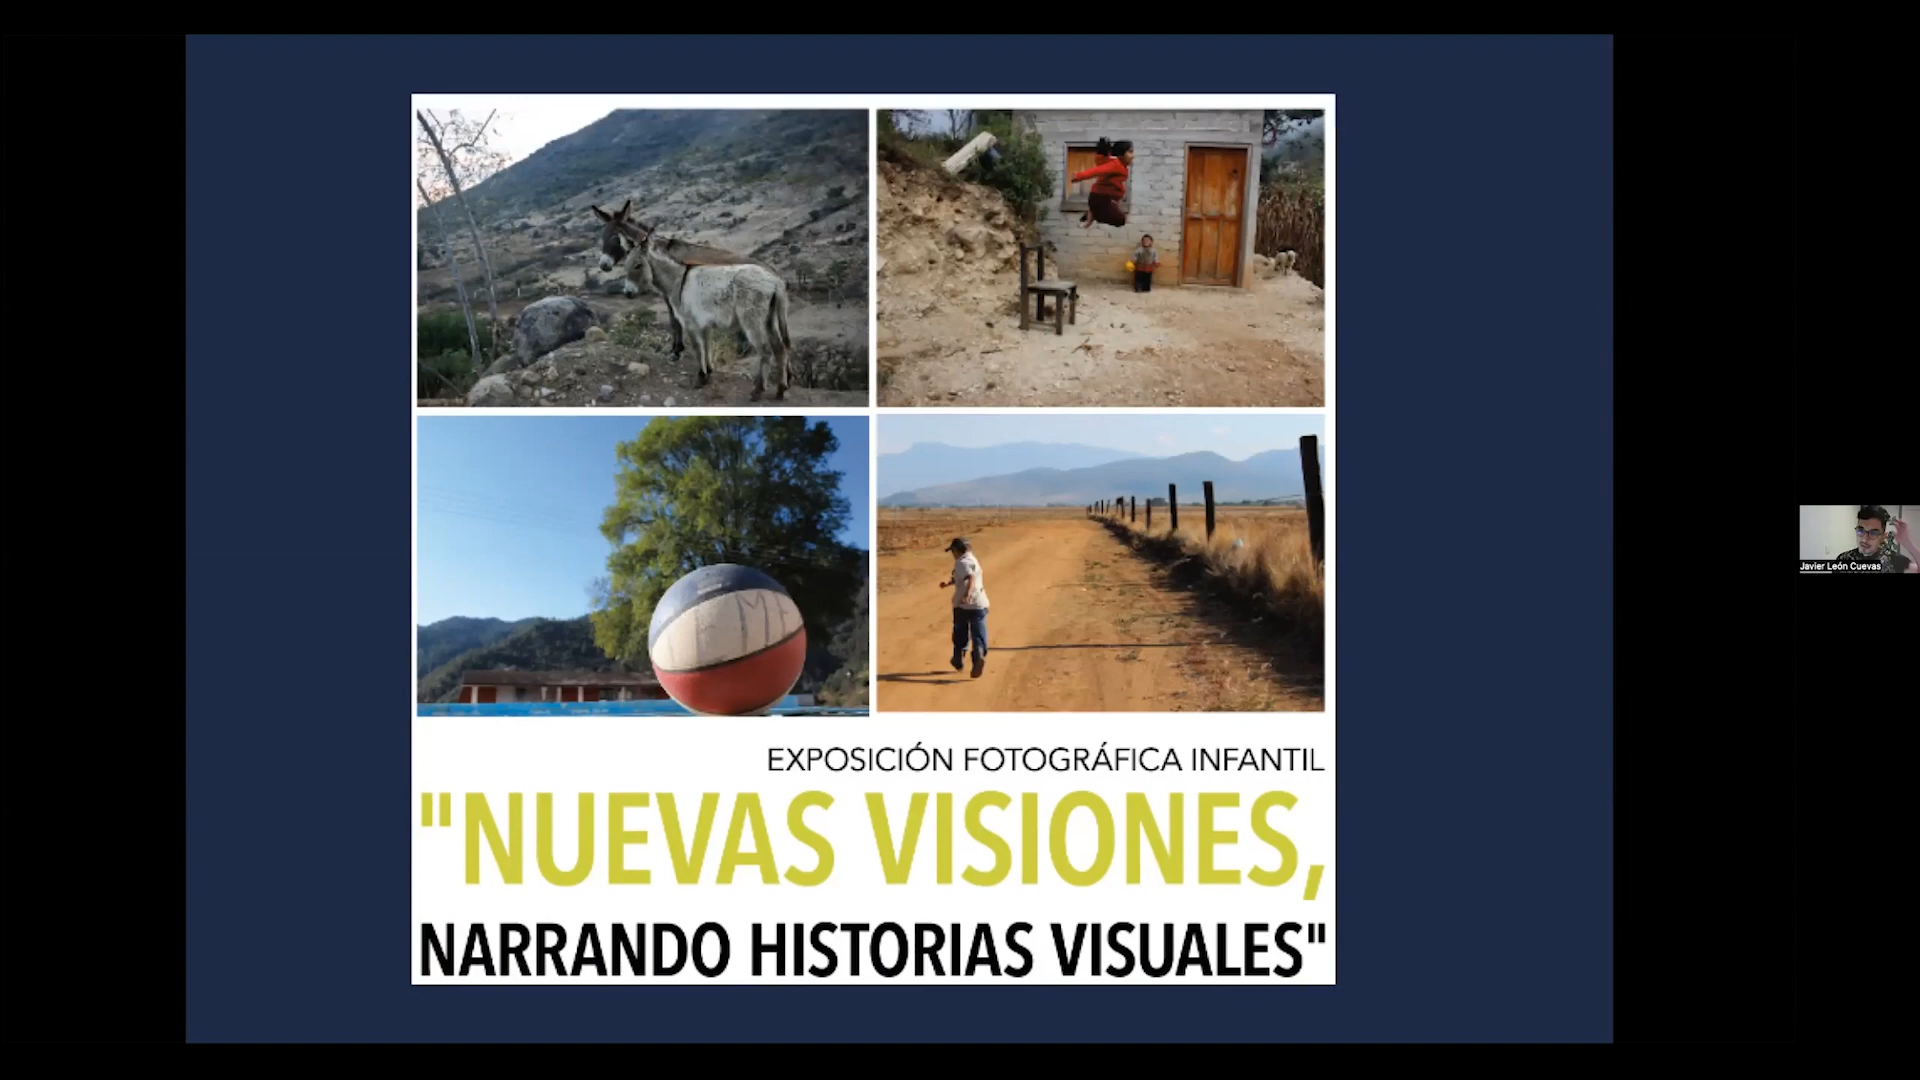 EXPOSICIÓN FOTOGRÁFICA INFANTIL
"NUEVAS VISIONES,
NARRANDO HISTORIAS VISUALES"
Javier León Cuevas